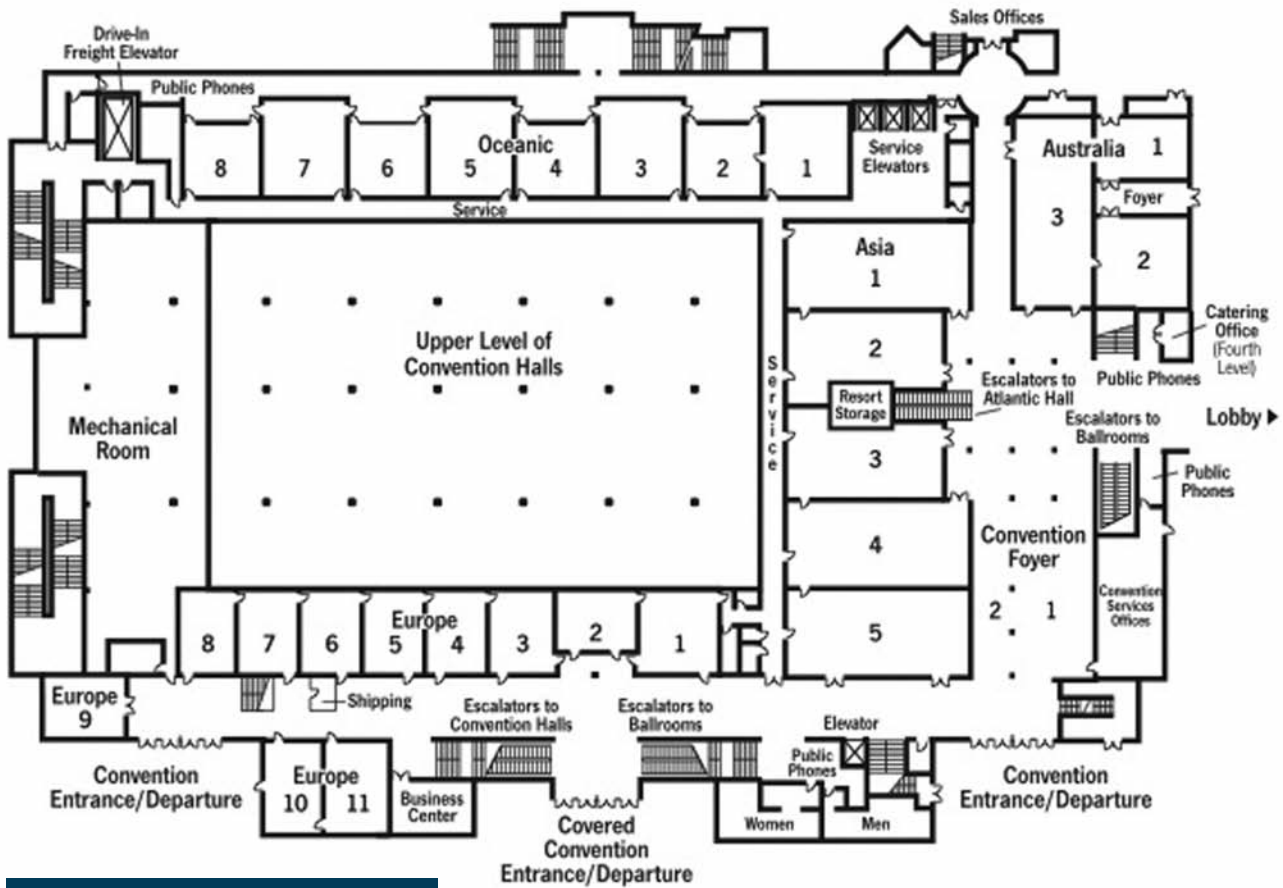 Sales Offices
Drive-In
Freight Elevator
Public Phones
Oceanic
8
7
6
5
4
3
2
1
Service
Elevators
Australia
1
Foyer
3
2
Service
Asia
1
Catering
Office
(Fourth
Level)
Upper Level of
Convention Halls
2
Service
Escalators to
Atlantic Hall
Public Phones
Resort
Storage
Lobby
Escalators to
Ballrooms
Mechanical
Room
3
Public
Phones
Convention
Foyer
4
Convention
Services
Offices
2
1
Europe
8
7
6
5
4
3
2
1
5
Europe
9
Shipping
Escalators to
Convention Halls
Escalators to
Ballrooms
Elevator
Public
Phones
Convention
Entrance/Departure
Europe
10
11
Business
Center
Women
Men
Convention
Entrance/Departure
Covered
Convention
Entrance/Departure